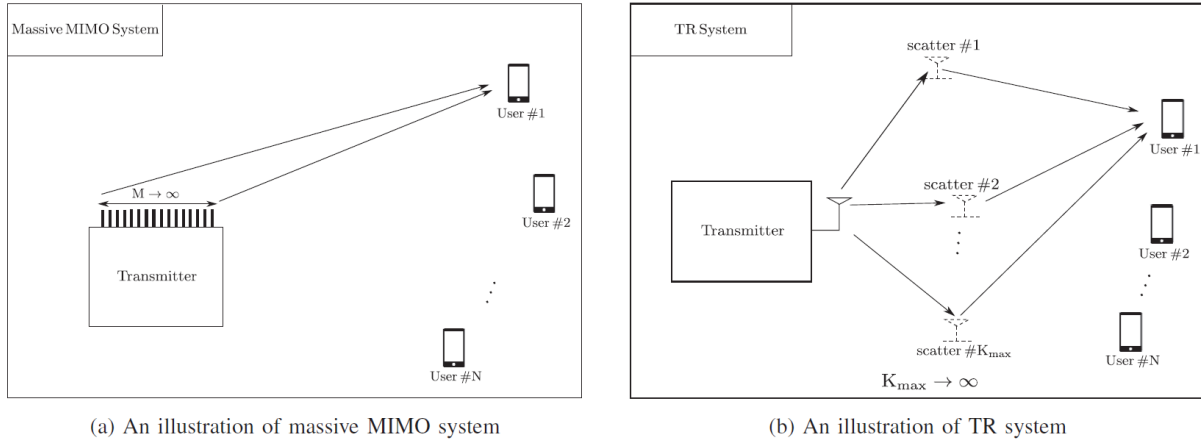 Massive MIMO System
User #1
M → ∞
User #2
Transmitter
User #N
(a) An illustration of massive MIMO system
TR System
scatter #1
User #1
scatter #2
Transmitter
User #2
scatter #K_max
User #N
K_max → ∞
(b) An illustration of TR system